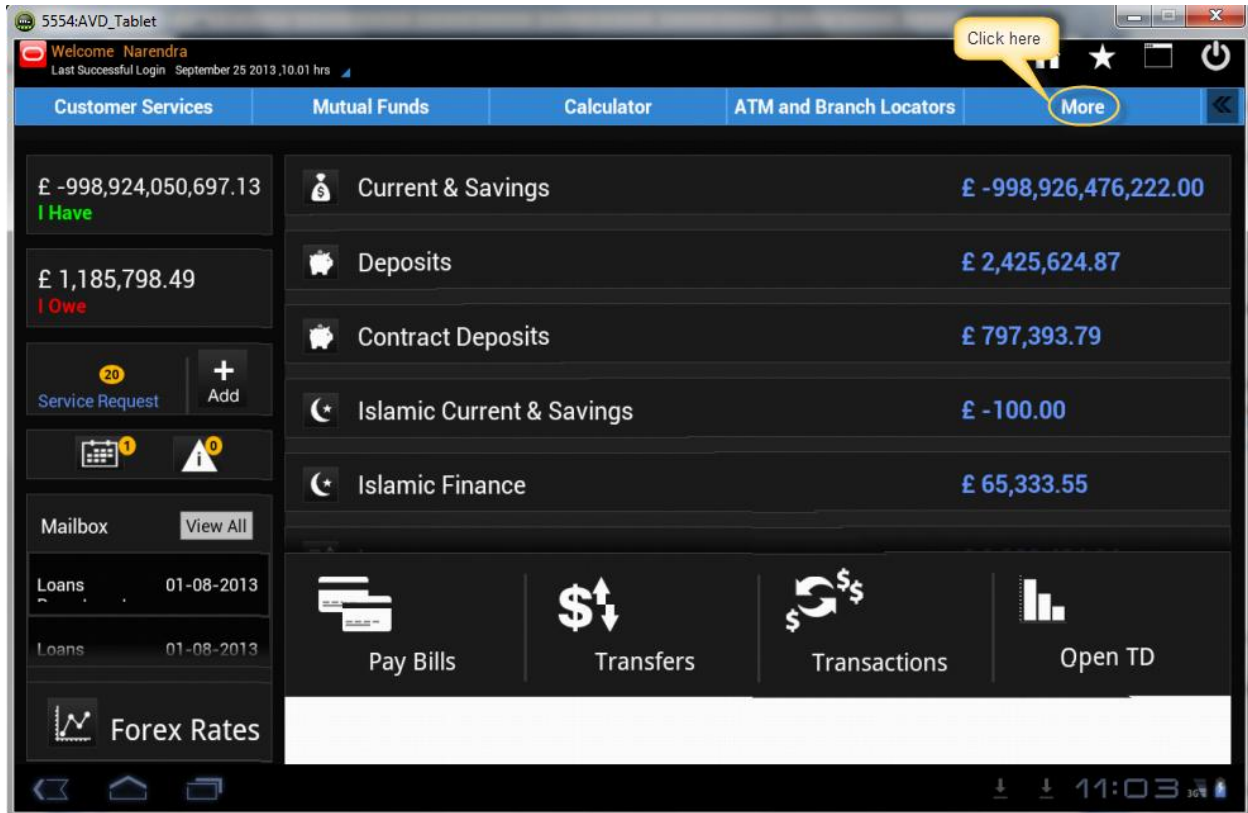 5554:AVD_Tablet
Click here
Welcome Narendra
Last Successful Login September 25 2013 ,10.01 hrs
Customer Services Mutual Funds Calculator ATM and Branch Locators More
£ -998,924,050,697.13
I Have
£ 1,185,798.49
I Owe
20
Service Request
Add
1
0
Mailbox
View All
Loans 01-08-2013
Loans 01-08-2013
Forex Rates
Current & Savings £ -998,926,476,222.00
Deposits £ 2,425,624.87
Contract Deposits £ 797,393.79
Islamic Current & Savings £ -100.00
Islamic Finance £ 65,333.55
Pay Bills Transfers Transactions Open TD
11:03
3G